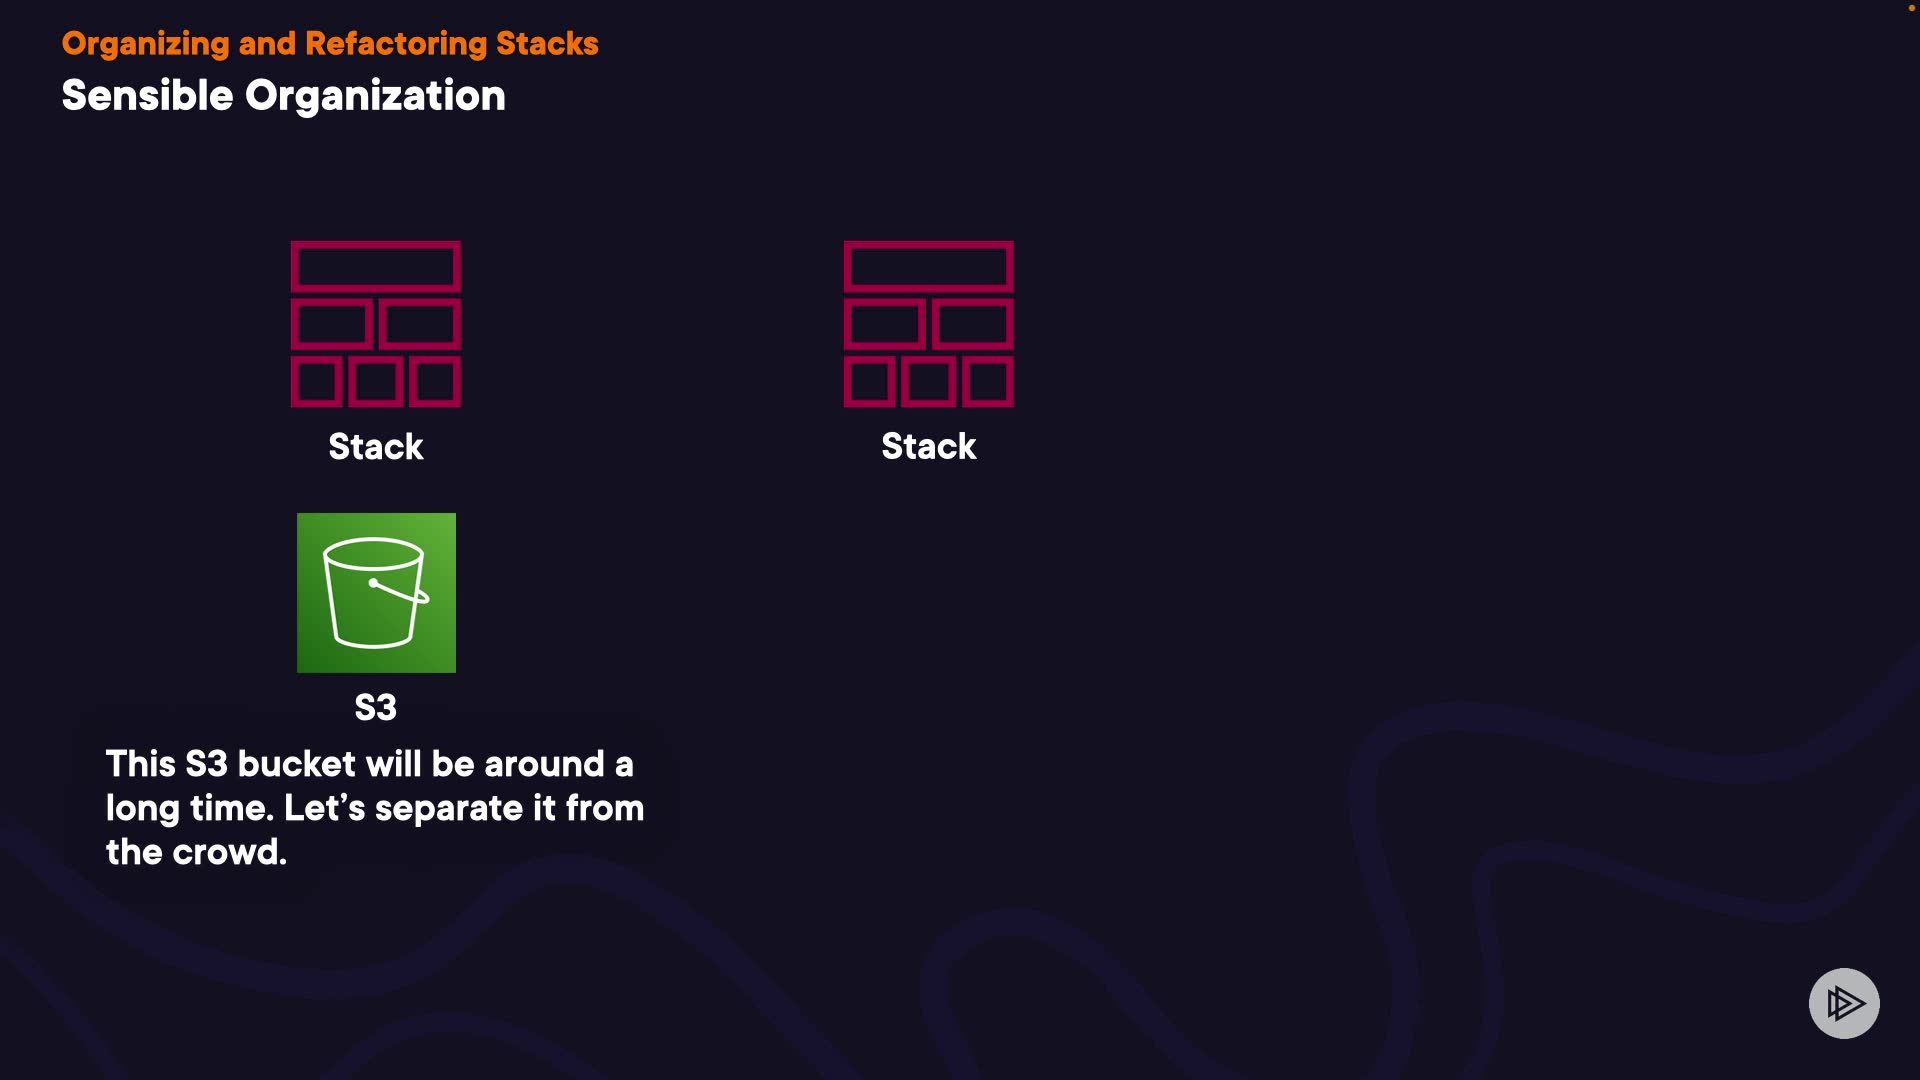 Organizing and Refactoring Stacks
Sensible Organization
Stack
Stack
S3
This S3 bucket will be around a
long time. Let’s separate it from
the crowd.